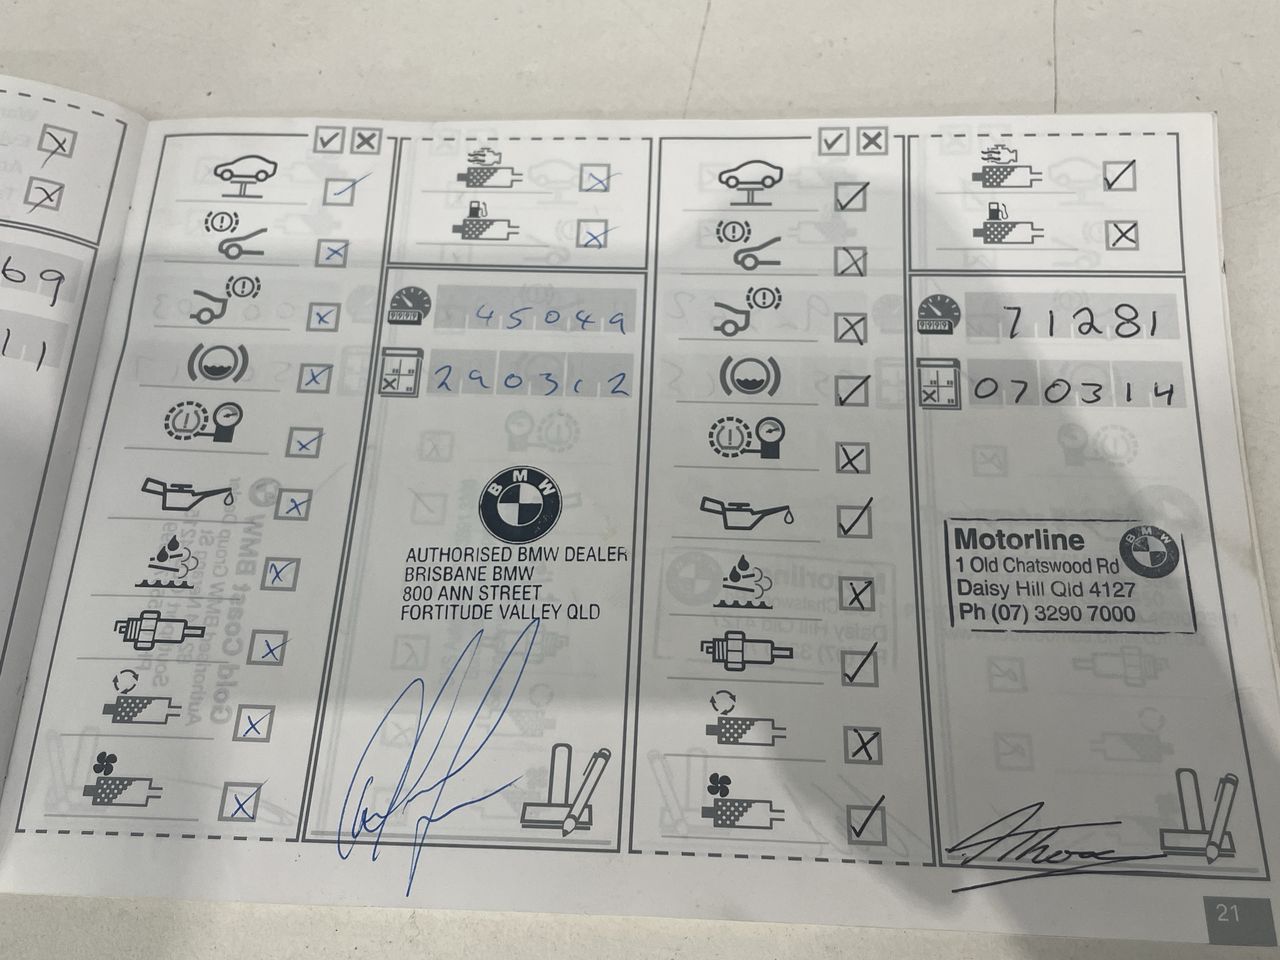 69
11
45049
290312
BMW
AUTHORISED BMW DEALER
BRISBANE BMW
800 ANN STREET
FORTITUDE VALLEY QLD
71281
070314
Motorline
BMW
1 Old Chatswood Rd
Daisy Hill Qld 4127
Ph (07) 3290 7000
21